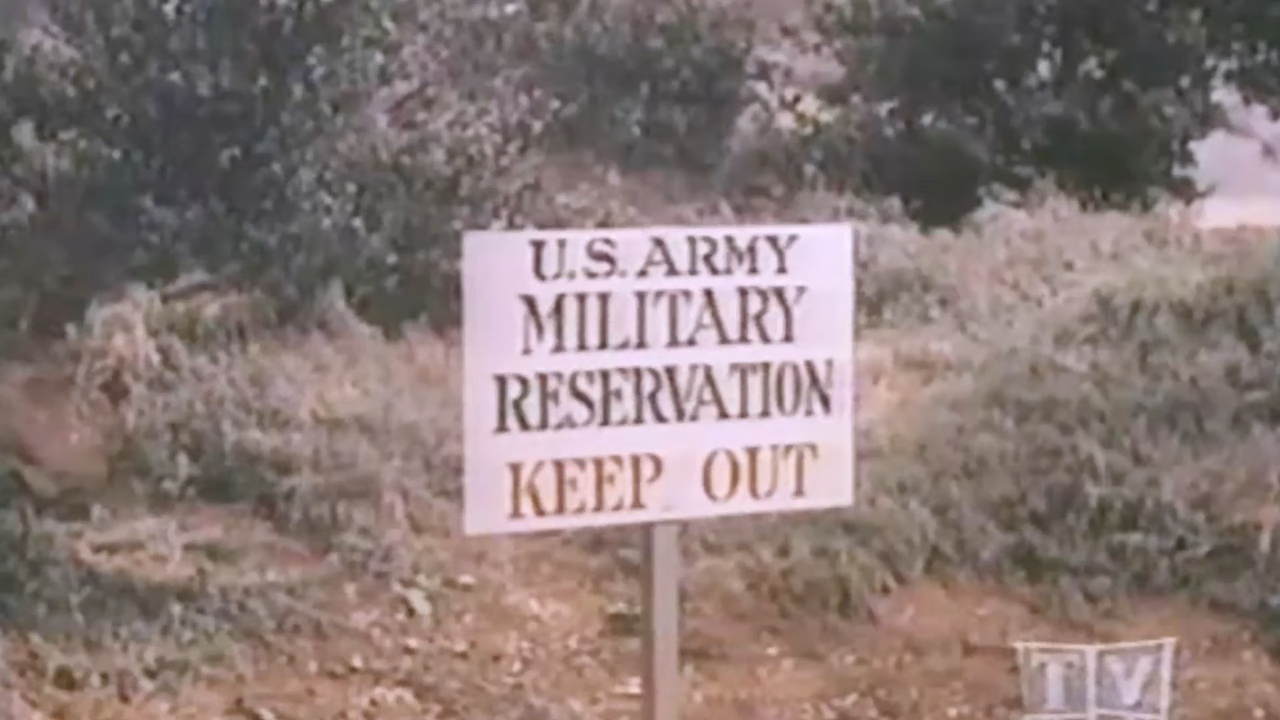 U.S. ARMY
MILITARY
RESERVATION
KEEP OUT
TV